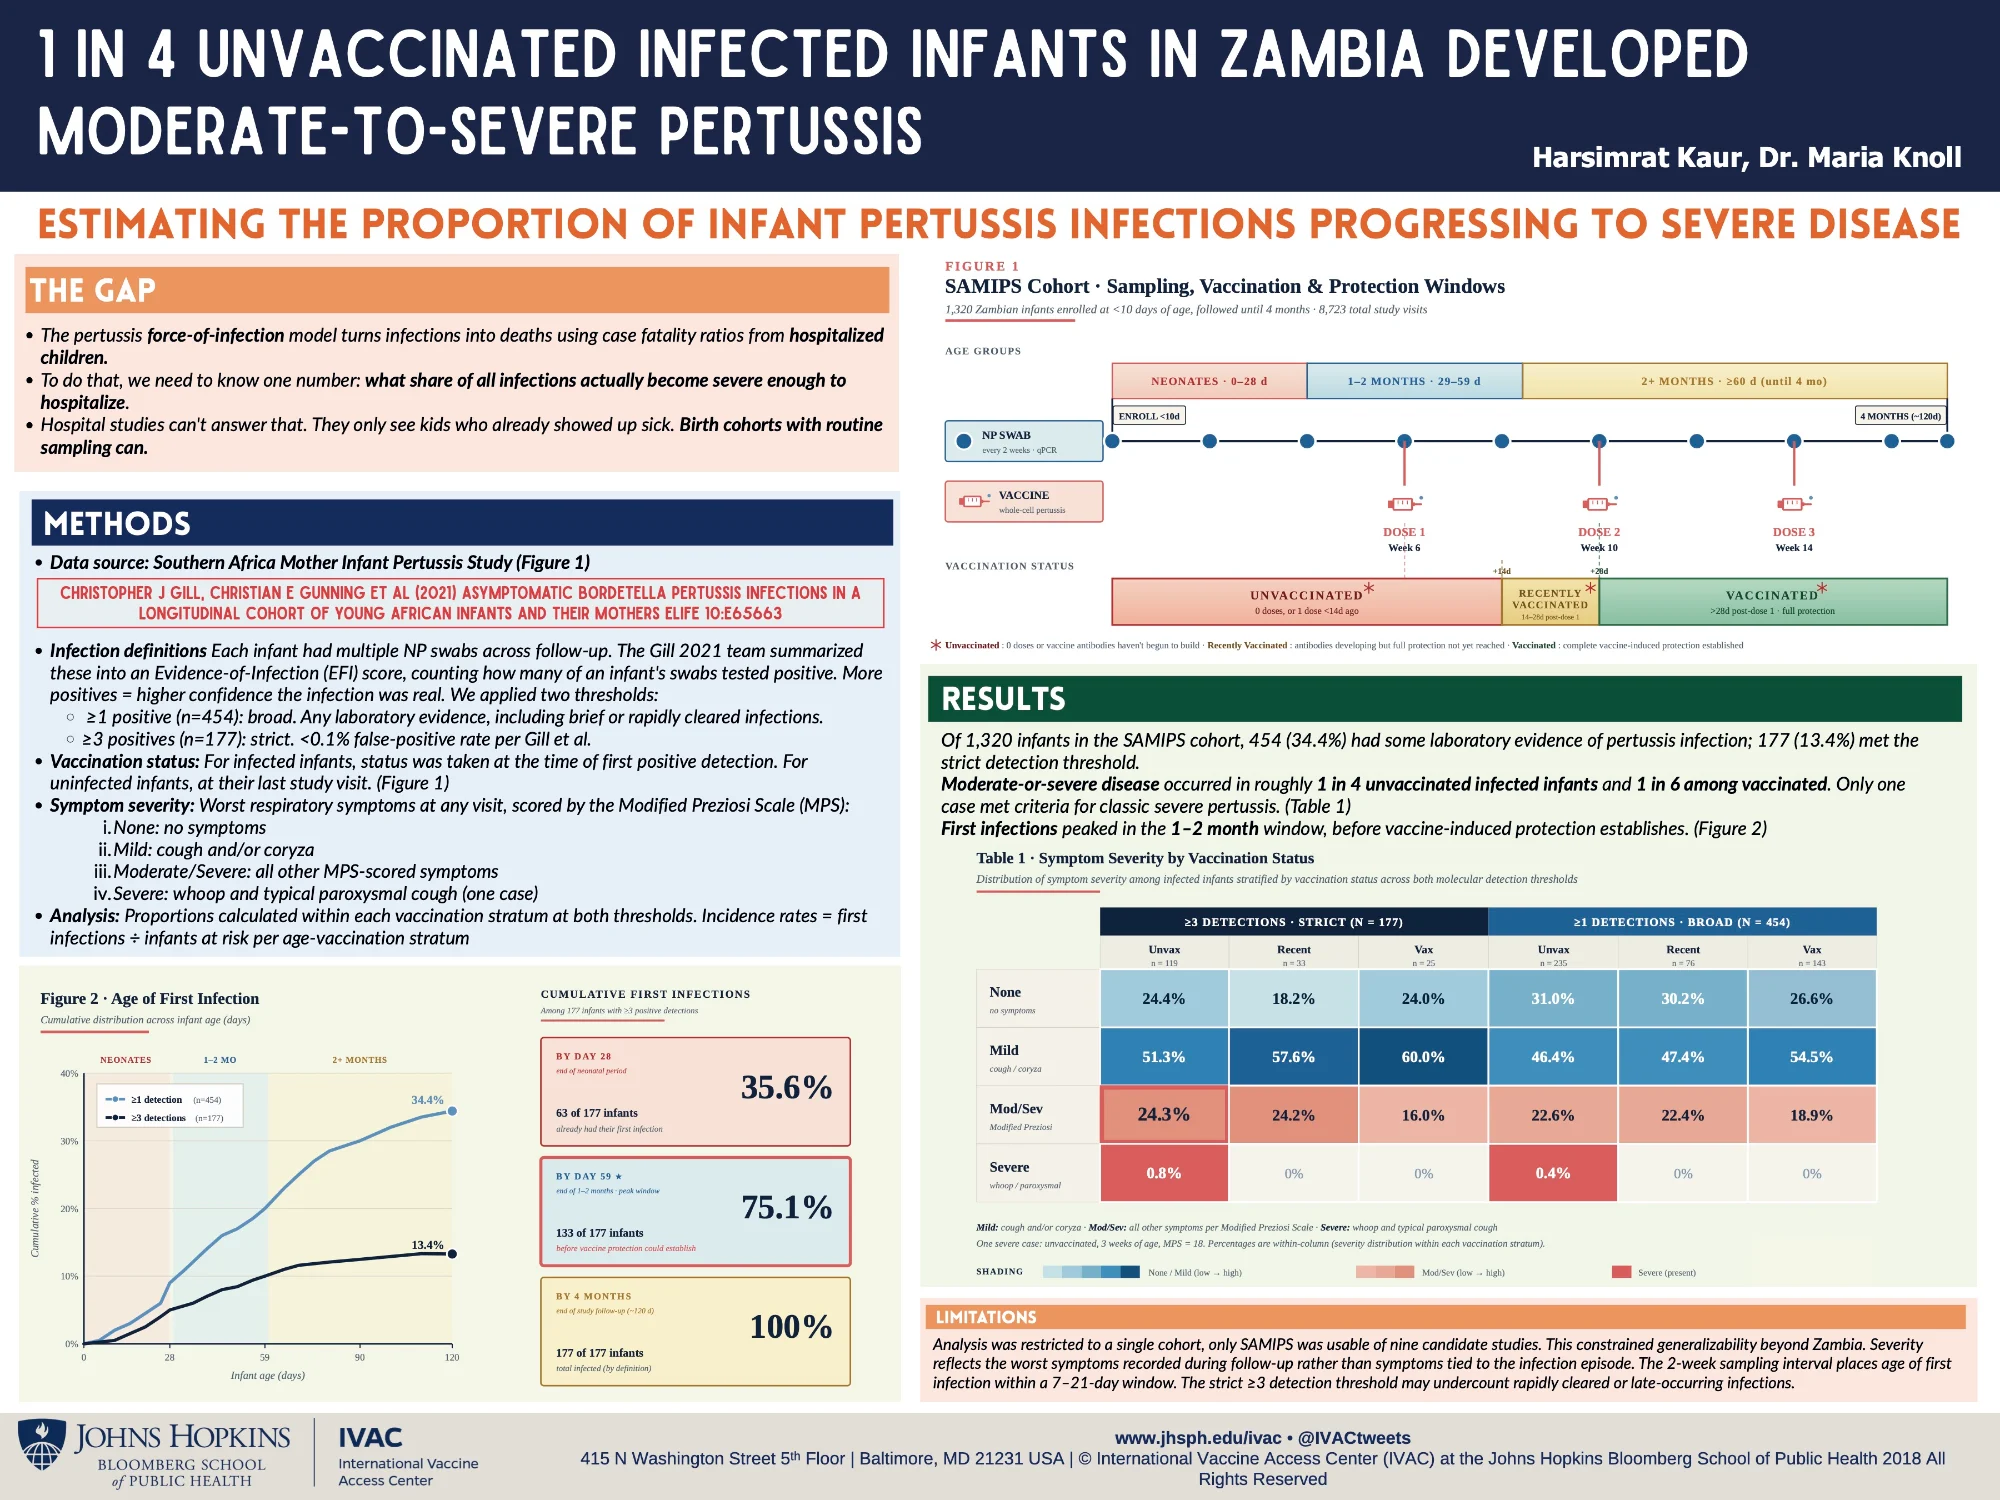 1 IN 4 UNVACCINATED INFECTED INFANTS IN ZAMBIA DEVELOPED
MODERATE-TO-SEVERE PERTUSSIS
Harsimrat Kaur, Dr. Maria Knoll
ESTIMATING THE PROPORTION OF INFANT PERTUSSIS INFECTIONS PROGRESSING TO SEVERE DISEASE
THE GAP
• The pertussis force-of-infection model turns infections into deaths using case fatality ratios from hospitalized
children.
• To do that, we need to know one number: what share of all infections actually become severe enough to
hospitalize.
• Hospital studies can't answer that. They only see kids who already showed up sick. Birth cohorts with routine
sampling can.
METHODS
• Data source: Southern Africa Mother Infant Pertussis Study (Figure 1)
CHRISTOPHER J GILL, CHRISTIAN E GUNNING ET AL (2021) ASYMPTOMATIC BORDETELLA PERTUSSIS INFECTIONS IN A
LONGITUDINAL COHORT OF YOUNG AFRICAN INFANTS AND THEIR MOTHERS ELIFE 10:E65663
• Infection definitions Each infant had multiple NP swabs across follow-up. The Gill 2021 team summarized
these into an Evidence-of-Infection (EFI) score, counting how many of an infant's swabs tested positive. More
positives = higher confidence the infection was real. We applied two thresholds:
○ ≥1 positive (n=454): broad. Any laboratory evidence, including brief or rapidly cleared infections.
○ ≥3 positives (n=177): strict. <0.1% false-positive rate per Gill et al.
• Vaccination status: For infected infants, status was taken at the time of first positive detection. For
uninfected infants, at their last study visit. (Figure 1)
• Symptom severity: Worst respiratory symptoms at any visit, scored by the Modified Preziosi Scale (MPS):
i. None: no symptoms
ii. Mild: cough and/or coryza
iii. Moderate/Severe: all other MPS-scored symptoms
iv. Severe: whoop and typical paroxysmal cough (one case)
• Analysis: Proportions calculated within each vaccination stratum at both thresholds. Incidence rates = first
infections ÷ infants at risk per age-vaccination stratum
Figure 2 · Age of First Infection
Cumulative distribution across infant age (days)
NEONATES 1–2 MO 2+ MONTHS
40%
30%
20%
10%
0%
≥1 detection (n=454)
≥3 detections (n=177)
34.4%
13.4%
0 28 59 90 120
Infant age (days)
Cumulative % infected
CUMULATIVE FIRST INFECTIONS
Among 177 infants with ≥3 positive detections
BY DAY 28
end of neonatal period
35.6%
63 of 177 infants
already had their first infection
BY DAY 59 ★
end of 1–2 months · peak window
75.1%
133 of 177 infants
before vaccine protection could establish
BY 4 MONTHS
end of study follow-up (~120 d)
100%
177 of 177 infants
total infected (by definition)
FIGURE 1
SAMIPS Cohort · Sampling, Vaccination & Protection Windows
1,320 Zambian infants enrolled at <10 days of age, followed until 4 months · 8,723 total study visits
AGE GROUPS
NEONATES · 0–28 d 1–2 MONTHS · 29–59 d 2+ MONTHS · ≥60 d (until 4 mo)
ENROLL <10d 4 MONTHS (~120d)
NP SWAB
every 2 weeks · qPCR
VACCINE
whole-cell pertussis
DOSE 1 DOSE 2 DOSE 3
Week 6 Week 10 Week 14
VACCINATION STATUS
+14d +28d
UNVACCINATED*
0 doses, or 1 dose <14d ago
RECENTLY *
VACCINATED
14–28d post-dose 1
VACCINATED*
>28d post-dose 1 · full protection
* Unvaccinated : 0 doses or vaccine antibodies haven't begun to build · Recently Vaccinated : antibodies developing but full protection not yet reached · Vaccinated : complete vaccine-induced protection established
RESULTS
Of 1,320 infants in the SAMIPS cohort, 454 (34.4%) had some laboratory evidence of pertussis infection; 177 (13.4%) met the
strict detection threshold.
Moderate-or-severe disease occurred in roughly 1 in 4 unvaccinated infected infants and 1 in 6 among vaccinated. Only one
case met criteria for classic severe pertussis. (Table 1)
First infections peaked in the 1–2 month window, before vaccine-induced protection establishes. (Figure 2)
Table 1 · Symptom Severity by Vaccination Status
Distribution of symptom severity among infected infants stratified by vaccination status across both molecular detection thresholds
≥3 DETECTIONS · STRICT (N = 177) ≥1 DETECTIONS · BROAD (N = 454)
Unvax Recent Vax Unvax Recent Vax
n = 119 n = 33 n = 25 n = 235 n = 76 n = 143
None
no symptoms
24.4% 18.2% 24.0% 31.0% 30.2% 26.6%
Mild
cough / coryza
51.3% 57.6% 60.0% 46.4% 47.4% 54.5%
Mod/Sev
Modified Preziosi
24.3% 24.2% 16.0% 22.6% 22.4% 18.9%
Severe
whoop / paroxysmal
0.8% 0% 0% 0.4% 0% 0%
Mild: cough and/or coryza · Mod/Sev: all other symptoms per Modified Preziosi Scale · Severe: whoop and typical paroxysmal cough
One severe case: unvaccinated, 3 weeks of age, MPS = 18. Percentages are within-column (severity distribution within each vaccination stratum).
SHADING None / Mild (low → high) Mod/Sev (low → high) Severe (present)
LIMITATIONS
Analysis was restricted to a single cohort, only SAMIPS was usable of nine candidate studies. This constrained generalizability beyond Zambia. Severity
reflects the worst symptoms recorded during follow-up rather than symptoms tied to the infection episode. The 2-week sampling interval places age of first
infection within a 7–21-day window. The strict ≥3 detection threshold may undercount rapidly cleared or late-occurring infections.
JOHNS HOPKINS
BLOOMBERG SCHOOL
of PUBLIC HEALTH
IVAC
International Vaccine
Access Center
www.jhsph.edu/ivac • @IVACtweets
415 N Washington Street 5th Floor | Baltimore, MD 21231 USA | © International Vaccine Access Center (IVAC) at the Johns Hopkins Bloomberg School of Public Health 2018 All
Rights Reserved